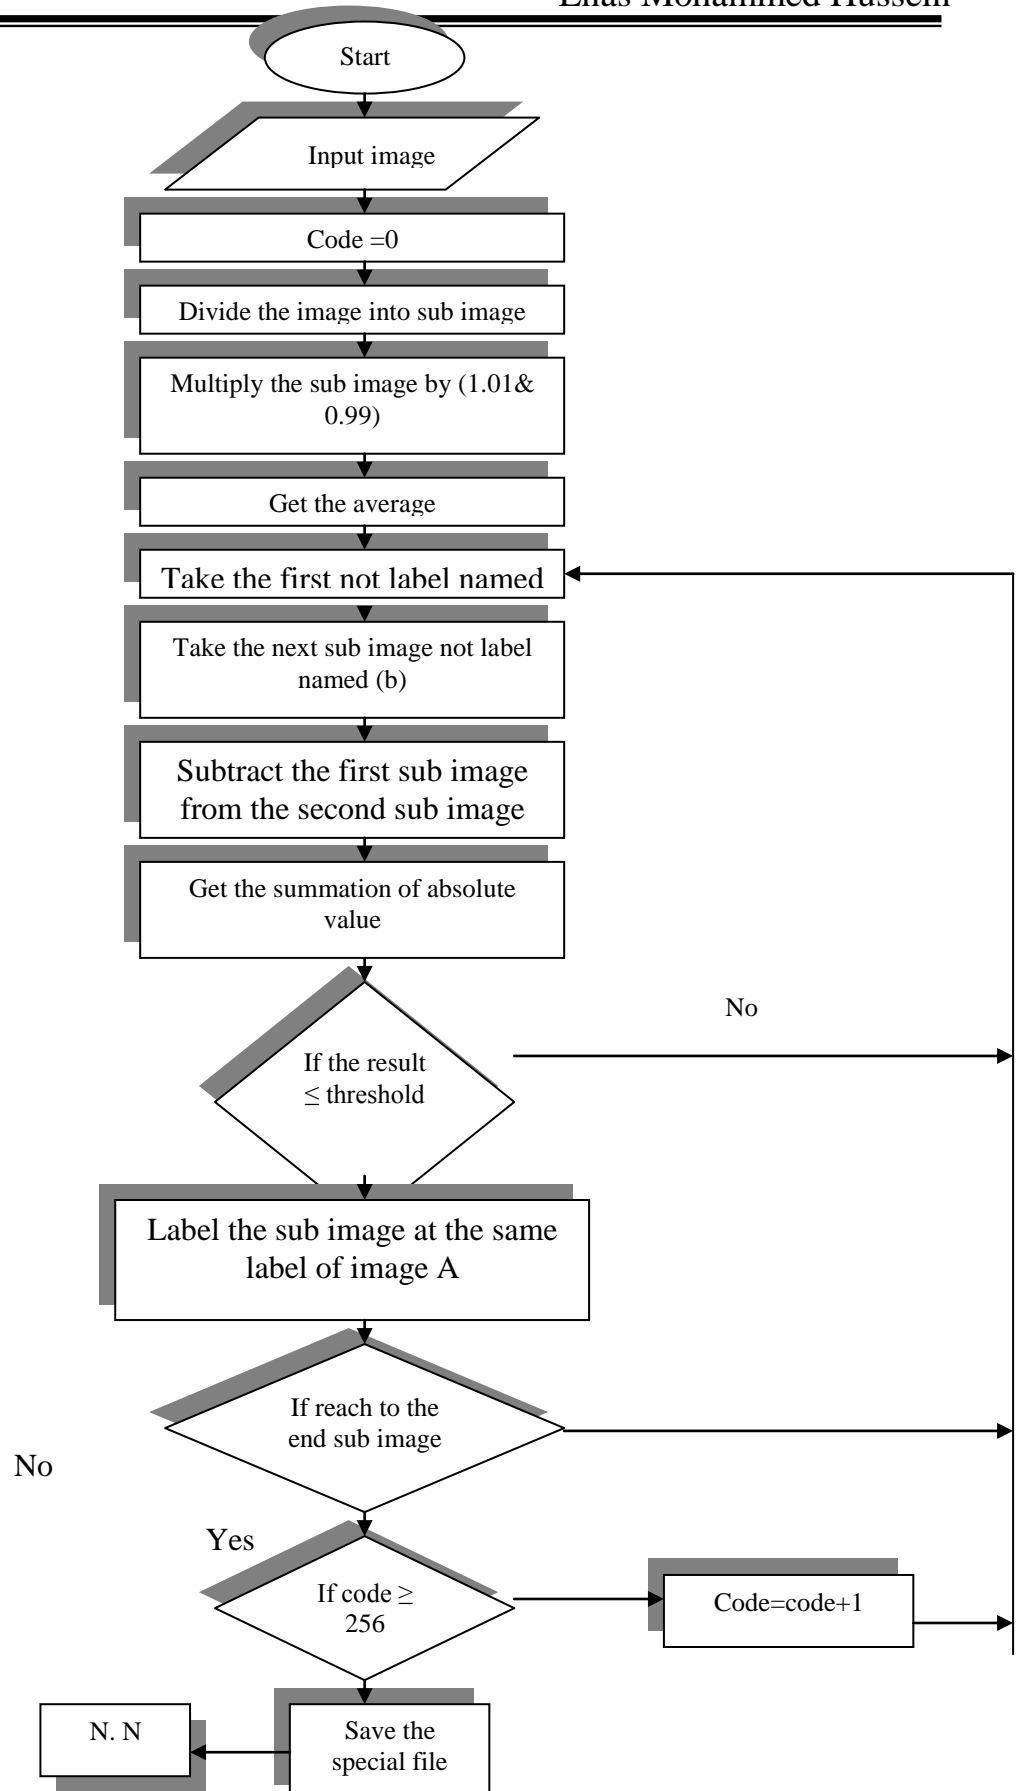 Enas Mohammed Hussein
Start
Input image
Code =0
Divide the image into sub image
Multiply the sub image by (1.01&
0.99)
Get the average
Take the first not label named
Take the next sub image not label
named (b)
Subtract the first sub image
from the second sub image
Get the summation of absolute
value
No
If the result
≤ threshold
Label the sub image at the same
label of image A
If reach to the
end sub image
No
Yes
If code ≥
256
Code=code+1
N. N
Save the
special file